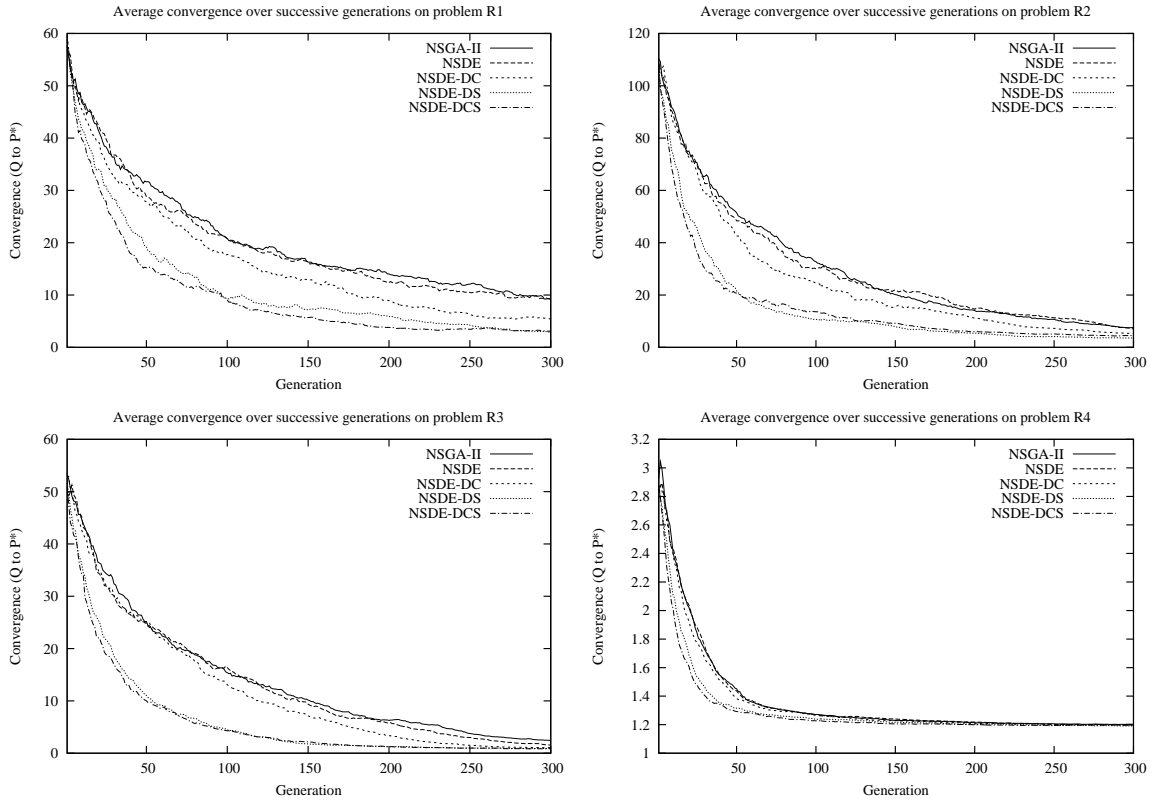 Average convergence over successive generations on problem R1
60
50
40
30
20
10
0
50
100
150
200
250
300
Convergence (Q to P*)
Generation
NSGA-II
NSDE
NSDE-DC
NSDE-DS
NSDE-DCS
Average convergence over successive generations on problem R2
120
100
80
60
40
20
0
50
100
150
200
250
300
Convergence (Q to P*)
Generation
NSGA-II
NSDE
NSDE-DC
NSDE-DS
NSDE-DCS
Average convergence over successive generations on problem R3
60
50
40
30
20
10
0
50
100
150
200
250
300
Convergence (Q to P*)
Generation
NSGA-II
NSDE
NSDE-DC
NSDE-DS
NSDE-DCS
Average convergence over successive generations on problem R4
3.2
3
2.8
2.6
2.4
2.2
2
1.8
1.6
1.4
1.2
1
50
100
150
200
250
300
Convergence (Q to P*)
Generation
NSGA-II
NSDE
NSDE-DC
NSDE-DS
NSDE-DCS